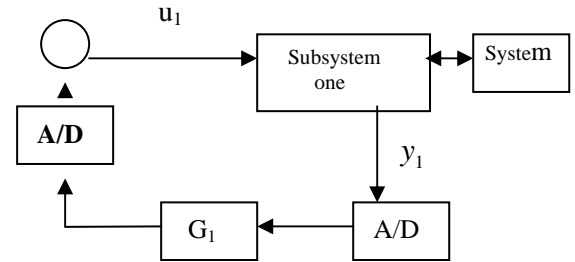 u₁
Subsystem
one
System
A/D
y₁
G₁
A/D